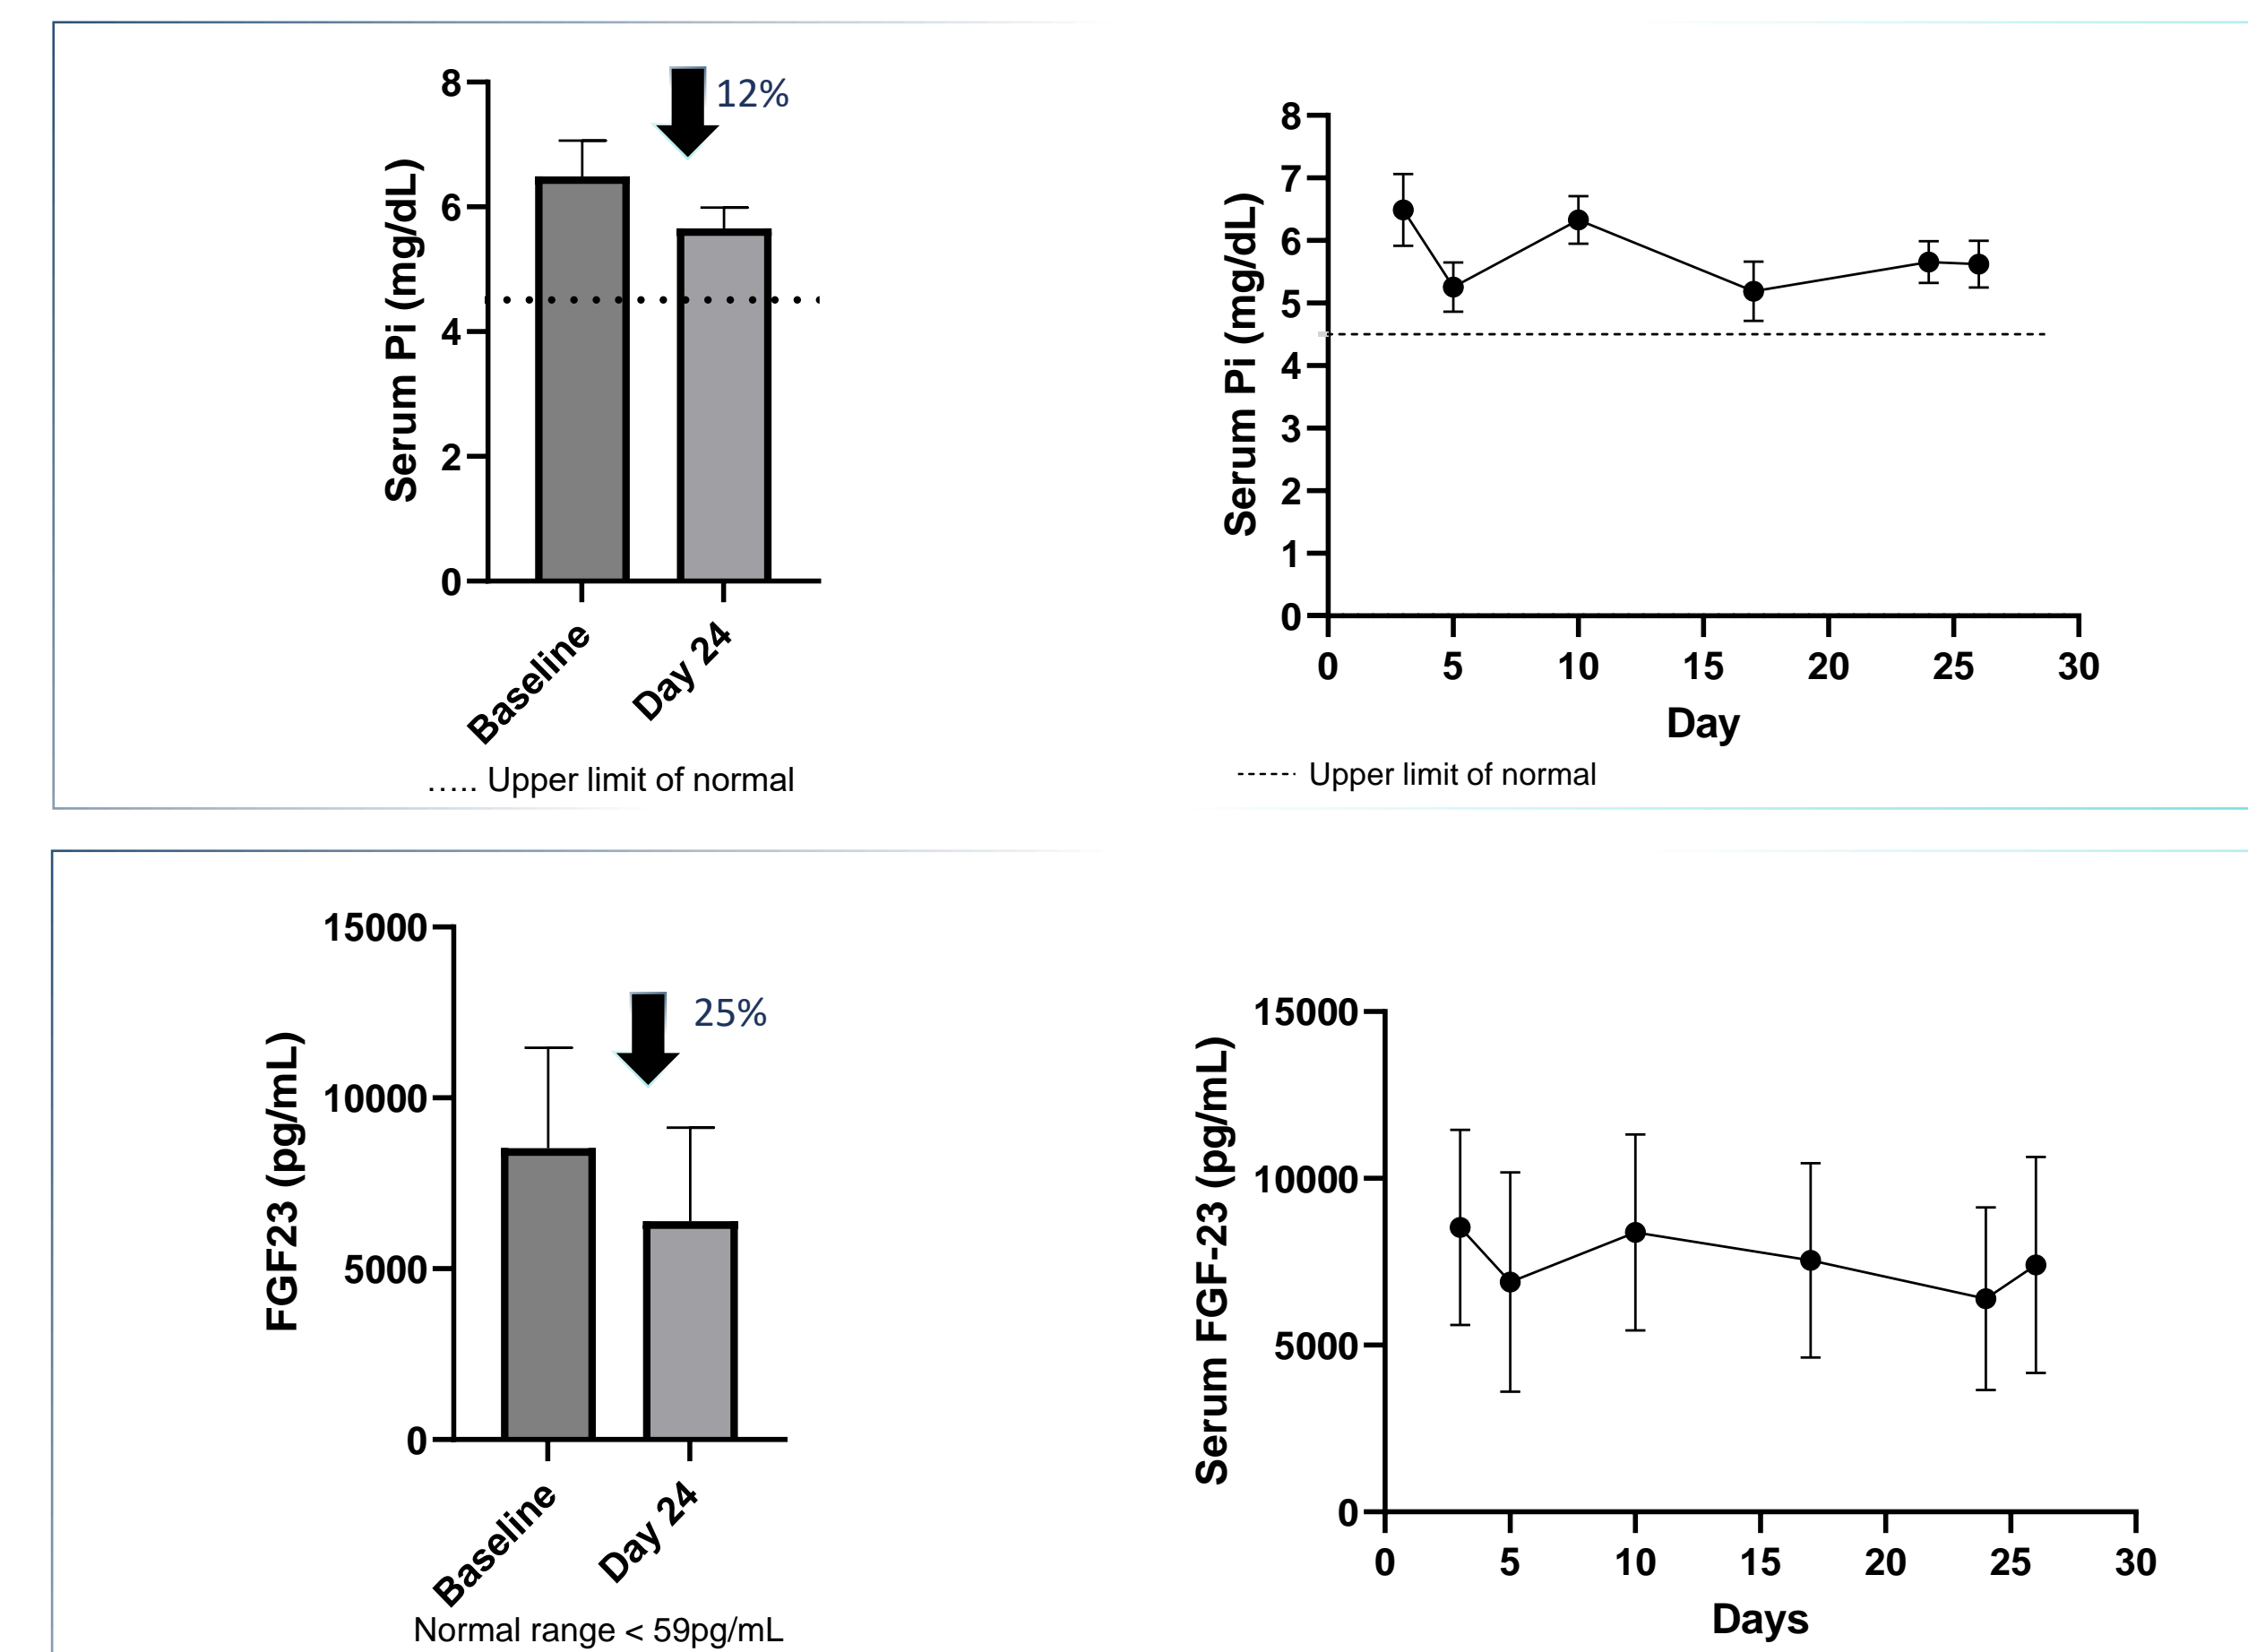 8
12%
6
4
2
0
Serum Pi (mg/dL)
Baseline
Day 24
..... Upper limit of normal
8
7
6
5
4
3
2
1
0
Serum Pi (mg/dL)
0 5 10 15 20 25 30
Day
------ Upper limit of normal
15000
25%
10000
5000
0
FGF23 (pg/mL)
Baseline
Day 24
Normal range < 59pg/mL
15000
10000
5000
0
Serum FGF-23 (pg/mL)
0 5 10 15 20 25 30
Days